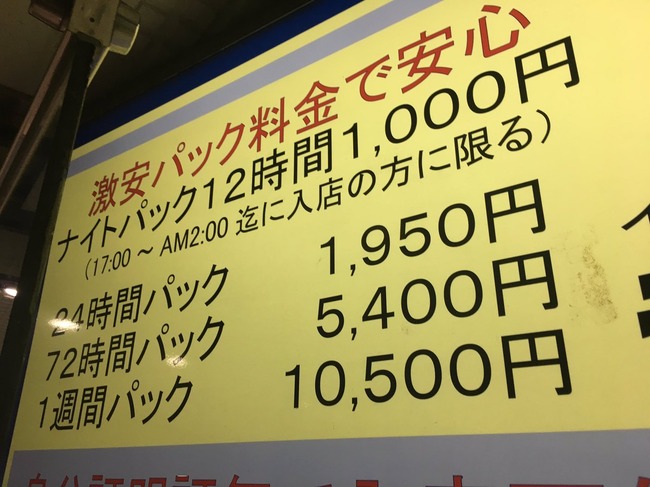 激安パック料金で安心
ナイトパック12時間1,000円
(17:00 ~ AM2:00 迄に入店の方に限る)
24時間パック 1,950円
72時間パック 5,400円
1週間パック 10,500円